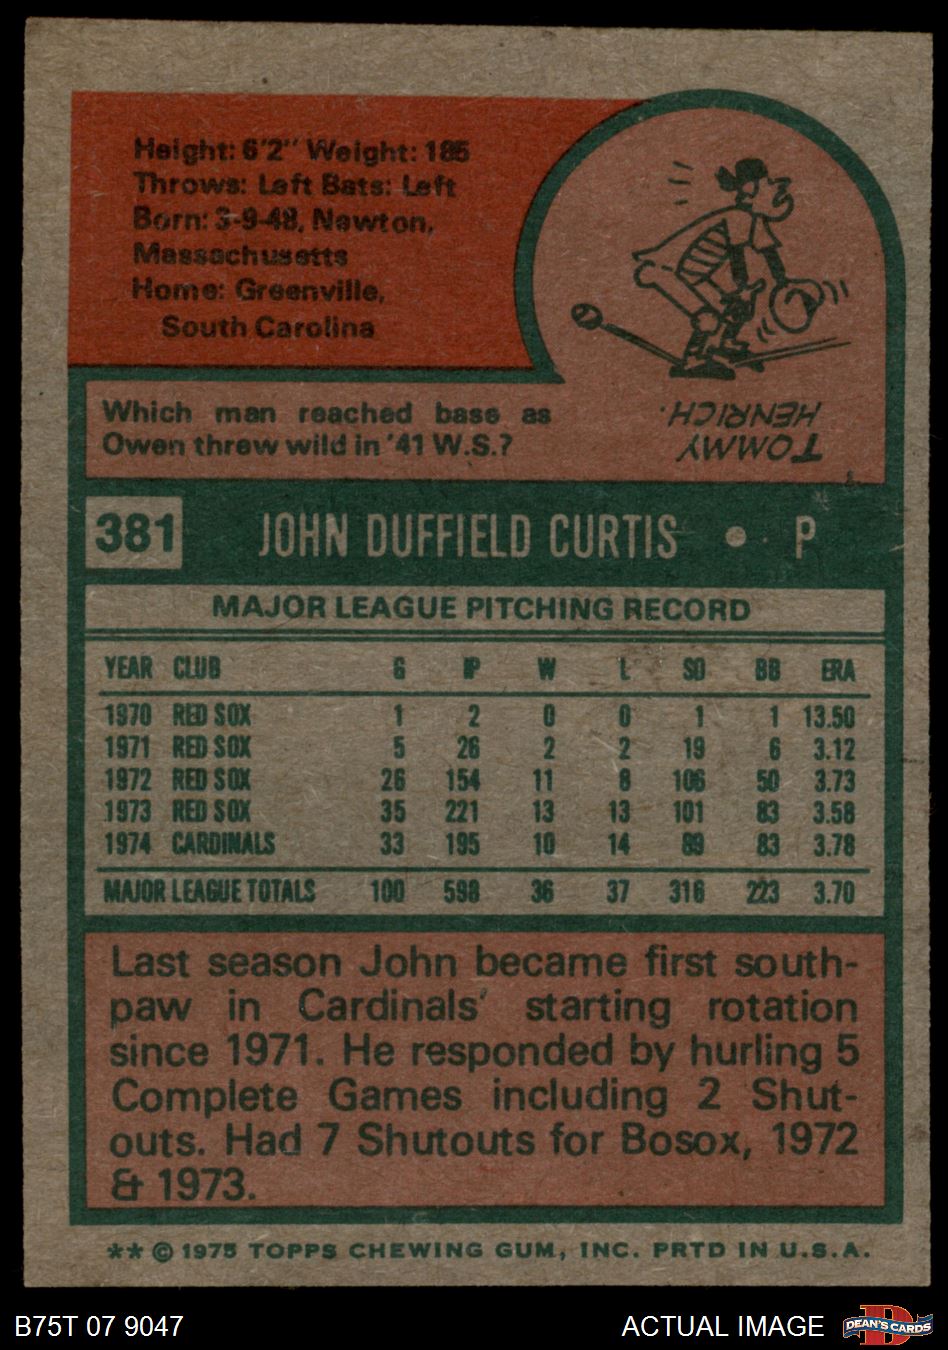 Height: 6'2" Weight: 185
Throws: Left Bats: Left
Born: 3-9-48, Newton,
Massachusetts
Home: Greenville,
South Carolina
Which man reached base as
Owen threw wild in '41 W.S.?
TOMMY
HENRICH.
381 JOHN DUFFIELD CURTIS • P
MAJOR LEAGUE PITCHING RECORD
YEAR CLUB G IP W L SO BB ERA
1970 RED SOX 1 2 0 0 1 1 13.50
1971 RED SOX 5 26 2 2 19 6 3.12
1972 RED SOX 26 154 11 8 106 50 3.73
1973 RED SOX 35 221 13 13 101 83 3.58
1974 CARDINALS 33 195 10 14 89 83 3.78
MAJOR LEAGUE TOTALS 100 598 36 37 316 223 3.70
Last season John became first south-
paw in Cardinals' starting rotation
since 1971. He responded by hurling 5
Complete Games including 2 Shut-
outs. Had 7 Shutouts for Bosox, 1972
& 1973.
** © 1975 TOPPS CHEWING GUM, INC. PRTD IN U.S.A.
B75T 07 9047 ACTUAL IMAGE DEAN'S CARDS